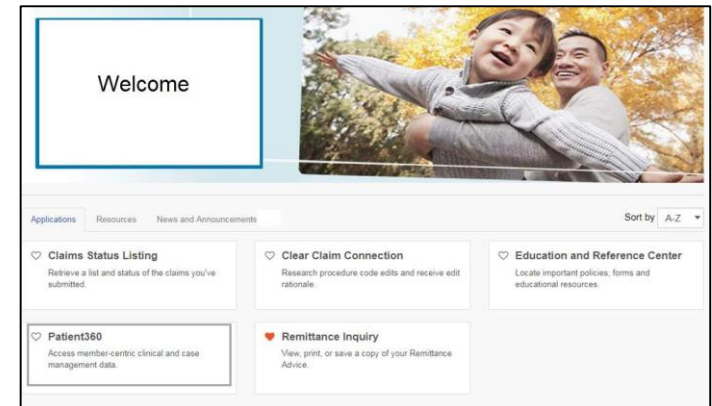 Welcome
Applications Resources News and Announcements Sort by A-Z
Claims Status Listing
Retrieve a list and status of the claims you've
submitted.
Clear Claim Connection
Research procedure code edits and receive edit
rationale.
Education and Reference Center
Locate important policies, forms and
educational resources.
Patient360
Access member-centric clinical and case
management data.
Remittance Inquiry
View, print, or save a copy of your Remittance
Advice.